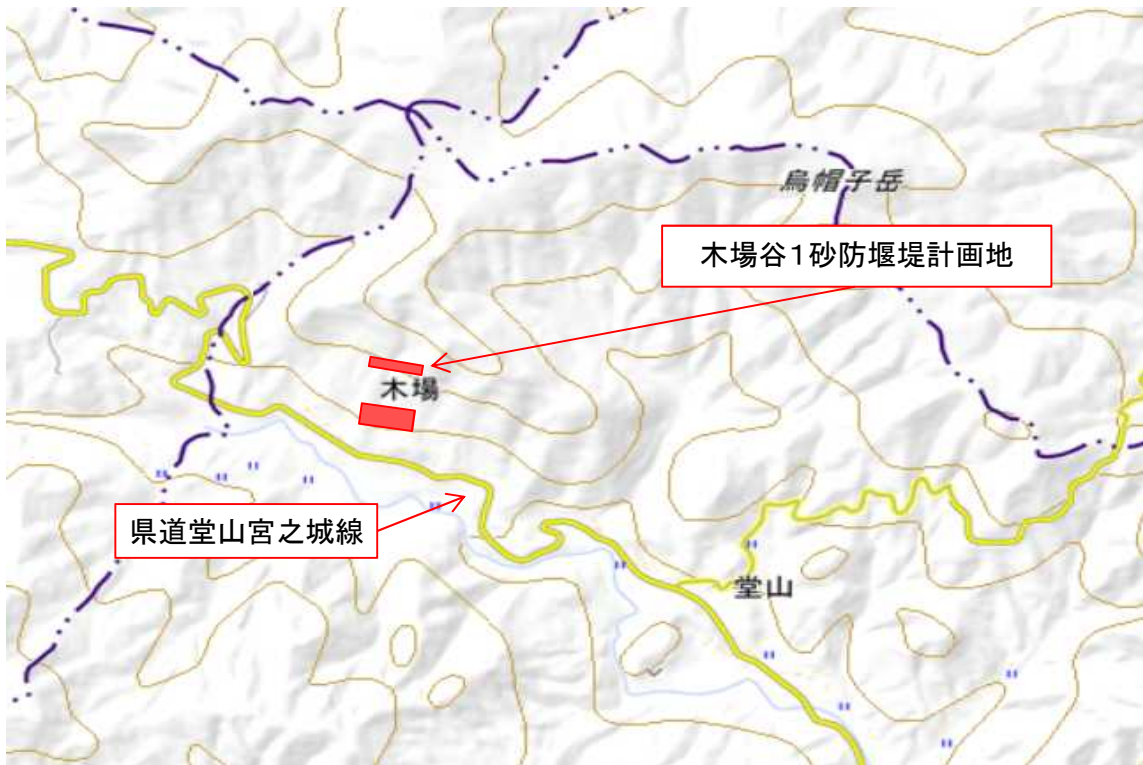 烏帽子岳
木場谷１砂防堰堤計画地
木場
県道堂山宮之城線
堂山